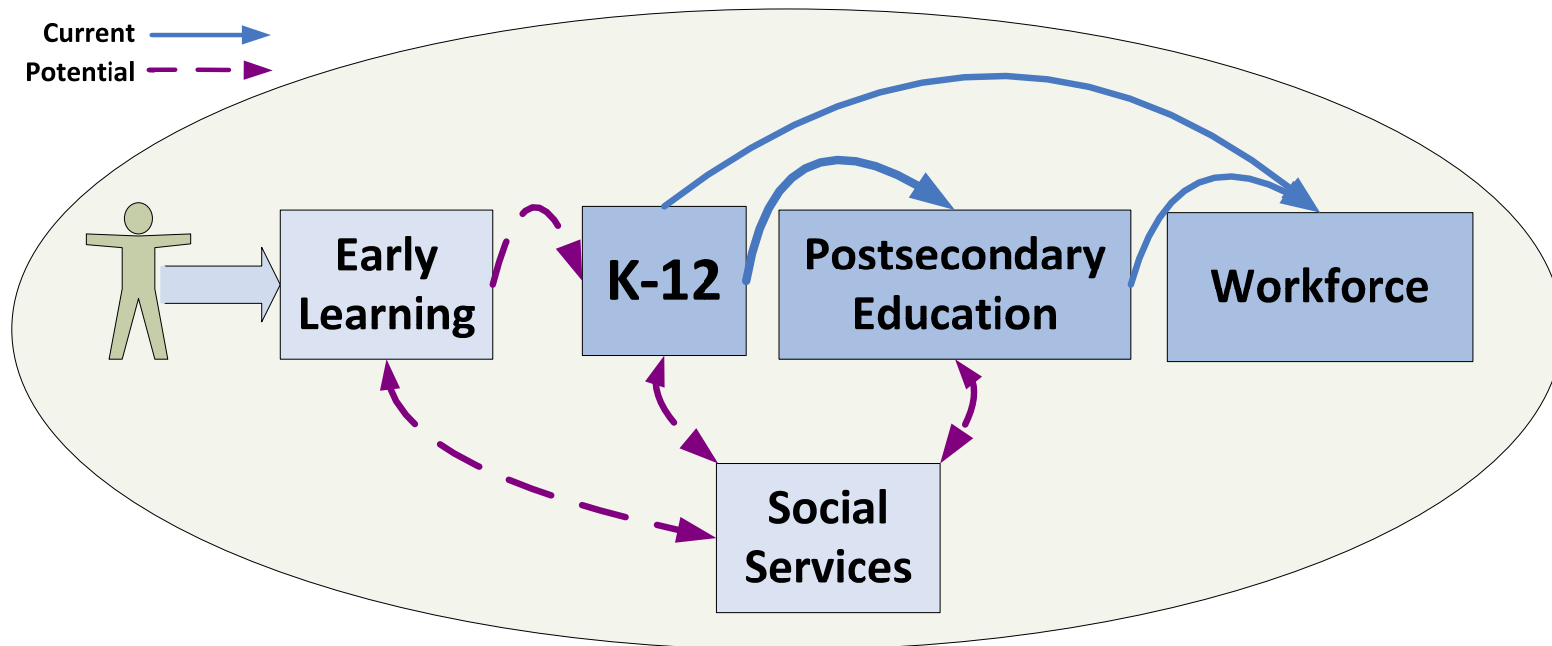 Current
Potential
Early
Learning
K-12
Postsecondary
Education
Workforce
Social
Services